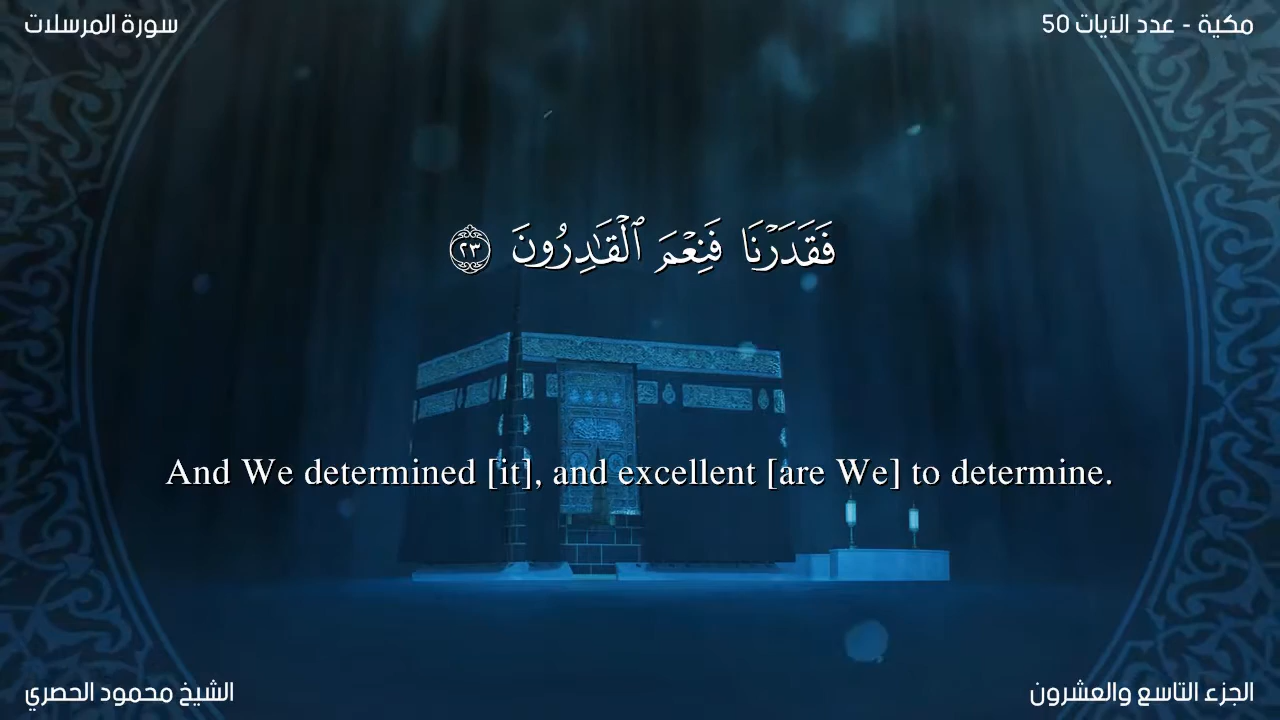 سورة المرسلات
مكية - عدد الآيات 50
فَقَدَرْنَا فَنِعْمَ ٱلْقَـٰدِرُونَ ٢٣
And We determined [it], and excellent [are We] to determine.
الشيخ محمود الحصري
الجزء التاسع والعشرون